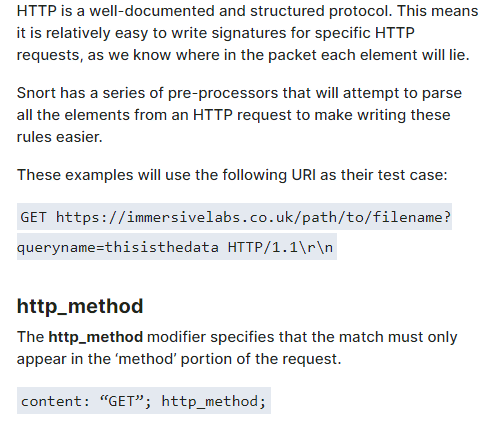 HTTP is a well-documented and structured protocol. This means
it is relatively easy to write signatures for specific HTTP
requests, as we know where in the packet each element will lie.
Snort has a series of pre-processors that will attempt to parse
all the elements from an HTTP request to make writing these
rules easier.
These examples will use the following URI as their test case:
GET https://immersivelabs.co.uk/path/to/filename?
queryname=thisisthedata HTTP/1.1\r\n
http_method
The http_method modifier specifies that the match must only
appear in the ‘method’ portion of the request.
content: “GET”; http_method;